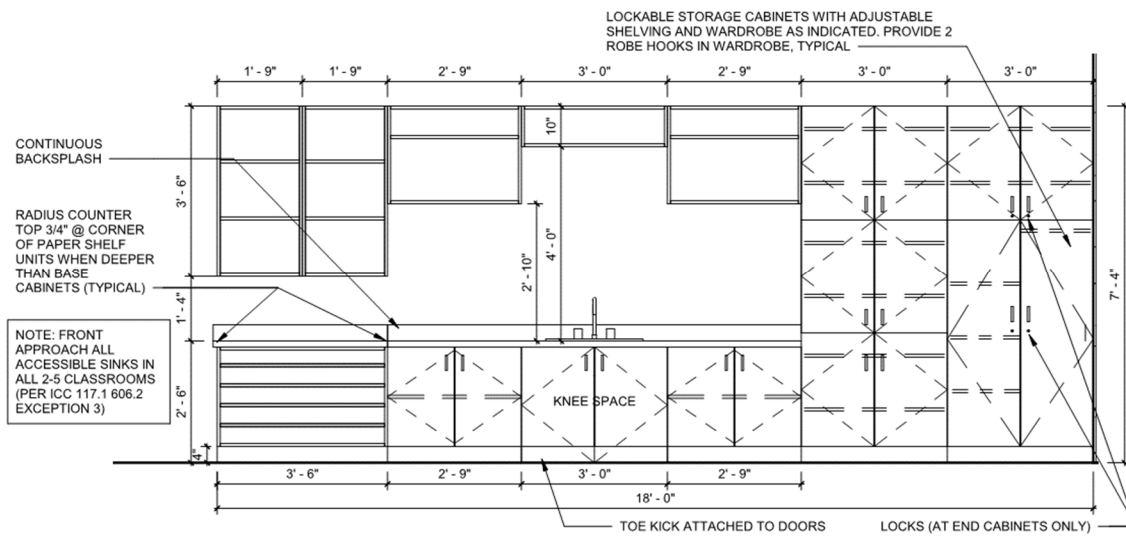 LOCKABLE STORAGE CABINETS WITH ADJUSTABLE
SHELVING AND WARDROBE AS INDICATED. PROVIDE 2
ROBE HOOKS IN WARDROBE, TYPICAL
1' - 9"
1' - 9"
2' - 9"
3' - 0"
2' - 9"
3' - 0"
3' - 0"
10"
CONTINUOUS
BACKSPLASH
3' - 6"
RADIUS COUNTER
TOP 3/4" @ CORNER
OF PAPER SHELF
UNITS WHEN DEEPER
THAN BASE
CABINETS (TYPICAL)
2' - 10"
4' - 0"
7' - 4"
1' - 4"
NOTE: FRONT
APPROACH ALL
ACCESSIBLE SINKS IN
ALL 2-5 CLASSROOMS
(PER ICC 117.1 606.2
EXCEPTION 3)
2' - 6"
KNEE SPACE
4"
3' - 6"
2' - 9"
3' - 0"
2' - 9"
18' - 0"
TOE KICK ATTACHED TO DOORS
LOCKS (AT END CABINETS ONLY)